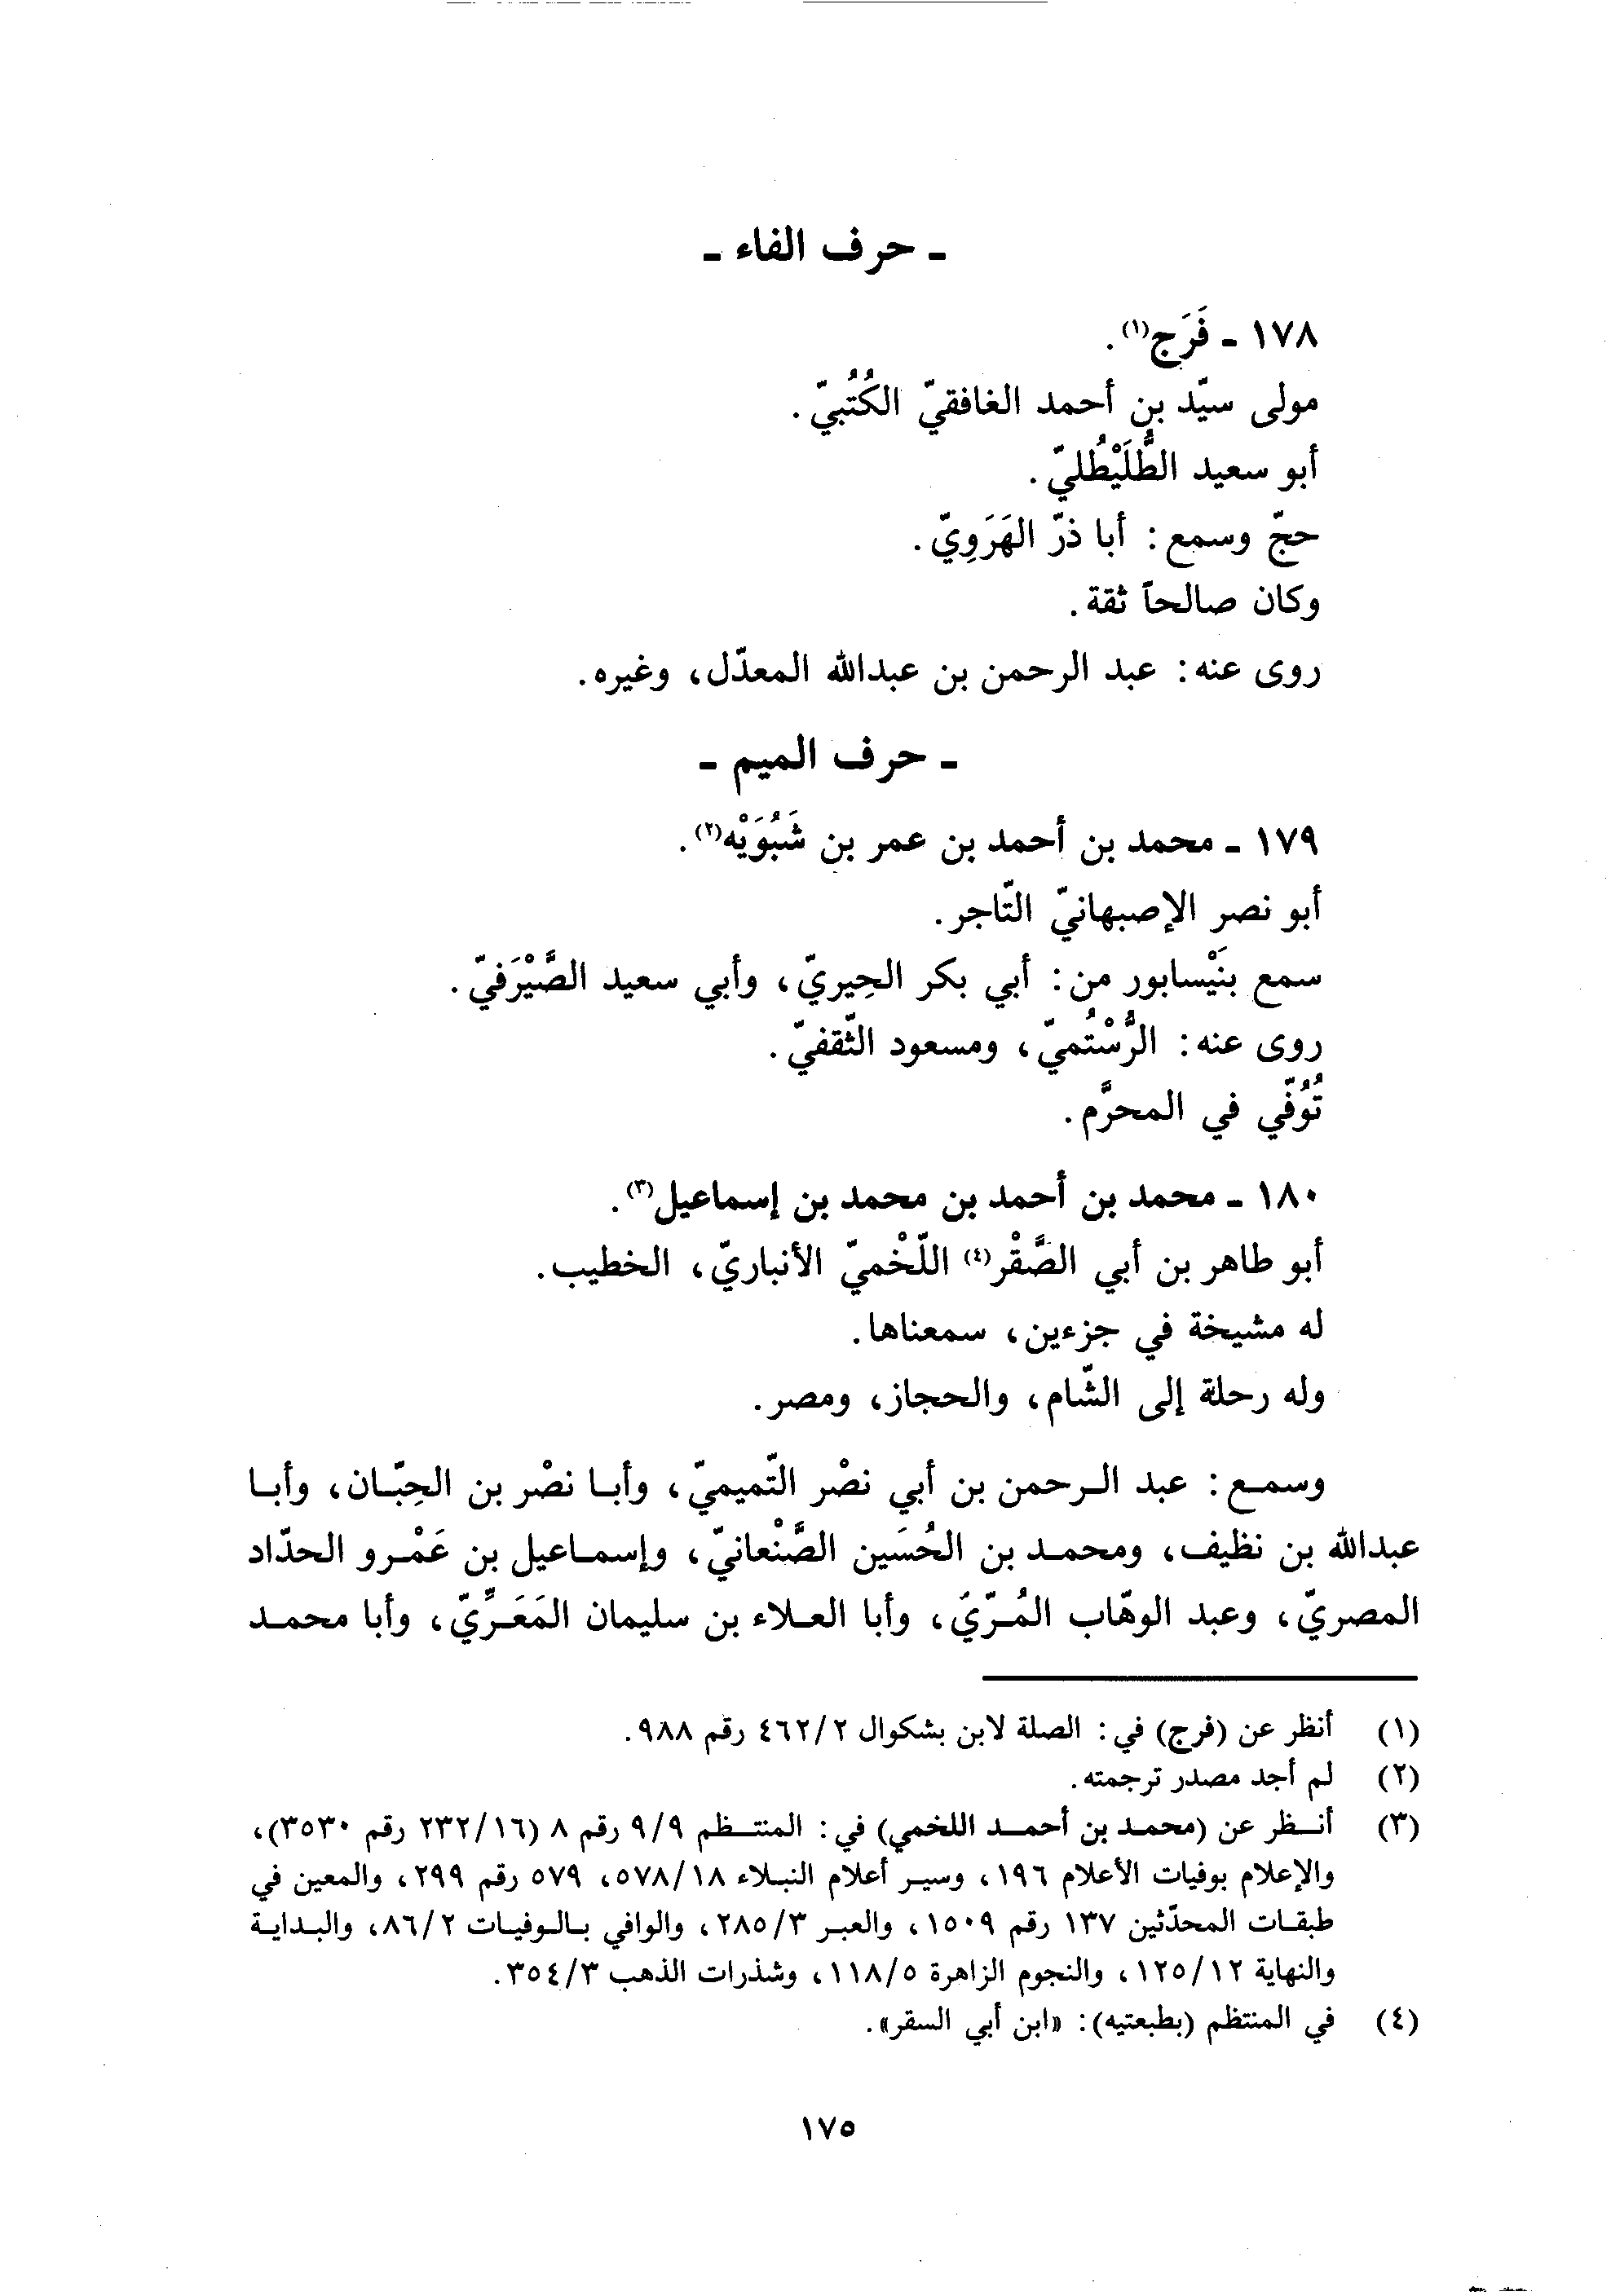 ـ حرف الفاء ـ
١٧٨ ـ فَرَج(١).
مولى سيّد بن أحمد الغافقيّ الكُتُبيّ.
أبو سعيد الطُّلَيْطُليّ.
حجّ وسمع: أبا ذرّ الهَرَوِيّ.
وكان صالحاً ثقة.
روى عنه: عبد الرحمن بن عبدالله المعدّل، وغيره.
ـ حرف الميم ـ
١٧٩ ـ محمد بن أحمد بن عمر بن شَبُوَيْه(٢).
أبو نصر الإصبهانيّ التّاجر.
سمع بنَيْسابور من: أبي بكر الحِيريّ، وأبي سعيد الصَّيْرَفيّ.
روى عنه: الرُّسْتُميّ، ومسعود الثّقفيّ.
تُوُفّي في المحرَّم.
١٨٠ ـ محمد بن أحمد بن محمد بن إسماعيل(٣).
أبو طاهر بن أبي الصَّقْر(٤) اللّخْميّ الأنباريّ، الخطيب.
له مشيخة في جزءين، سمعناها.
وله رحلة إلى الشّام، والحجاز، ومصر.
وسمع: عبد الرحمن بن أبي نصْر التّميميّ، وأبا نصْر بن الحِبّان، وأبا
عبدالله بن نظيف، ومحمد بن الحُسَين الصَّنْعانيّ، وإسماعيل بن عَمْرو الحدّاد
المصريّ، وعبد الوهّاب المُرّيّ، وأبا العلاء بن سليمان المَعَرِّيّ، وأبا محمد
(١) أنظر عن (فرج) في: الصلة لابن بشكوال ٤٦٢/٢ رقم ٩٨٨.
(٢) لم أجد مصدر ترجمته.
(٣) أنظر عن (محمد بن أحمد اللخمي) في: المنتظم ٩/٩ رقم ٨ (٢٣٢/١٦ رقم ٣٥٣٠)،
والإعلام بوفيات الأعلام ١٩٦، وسير أعلام النبلاء ٥٧٨/١٨، ٥٧٩ رقم ٢٩٩، والمعين في
طبقات المحدّثين ١٣٧ رقم ١٥٠٩، والعبر ٢٨٥/٣، والوافي بالوفيات ٨٦/٢، والبداية
والنهاية ١٢٥/١٢، والنجوم الزاهرة ١١٨/٥، وشذرات الذهب ٣٥٤/٣.
(٤) في المنتظم (بطبعتيه): «ابن أبي السقر».
١٧٥